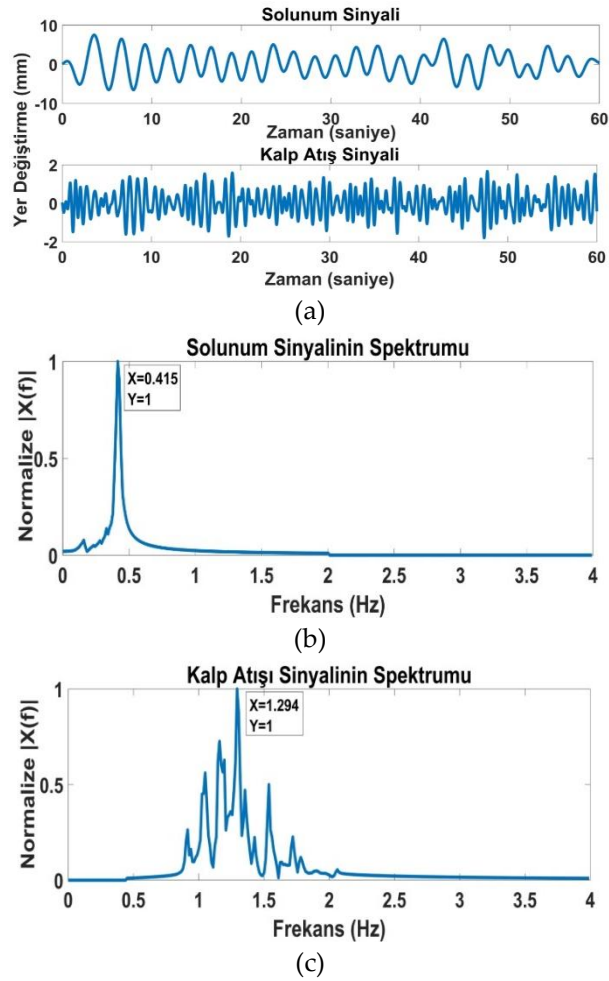 Solunum Sinyali
10
0
-10
0 10 20 30 40 50 60
Zaman (saniye)
Yer Değiştirme (mm)
Kalp Atış Sinyali
2
0
-2
0 10 20 30 40 50 60
Zaman (saniye)
(a)
Solunum Sinyalinin Spektrumu
1
X=0.415
Y=1
Normalize |X(f)|
0.5
0
0 0.5 1 1.5 2 2.5 3 3.5 4
Frekans (Hz)
(b)
Kalp Atışı Sinyalinin Spektrumu
1
X=1.294
Y=1
Normalize |X(f)|
0.5
0
0 0.5 1 1.5 2 2.5 3 3.5 4
Frekans (Hz)
(c)